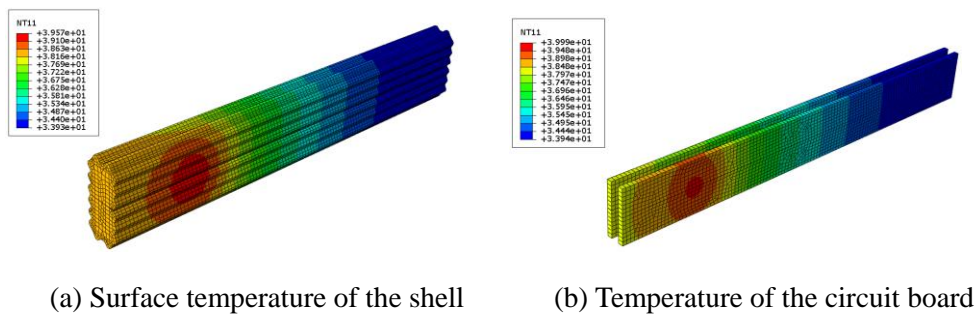 NT11
+3.957e+01
+3.910e+01
+3.863e+01
+3.816e+01
+3.769e+01
+3.722e+01
+3.675e+01
+3.628e+01
+3.581e+01
+3.534e+01
+3.487e+01
+3.440e+01
+3.393e+01
NT11
+3.999e+01
+3.948e+01
+3.898e+01
+3.848e+01
+3.797e+01
+3.747e+01
+3.696e+01
+3.646e+01
+3.595e+01
+3.545e+01
+3.495e+01
+3.444e+01
+3.394e+01
(a) Surface temperature of the shell
(b) Temperature of the circuit board